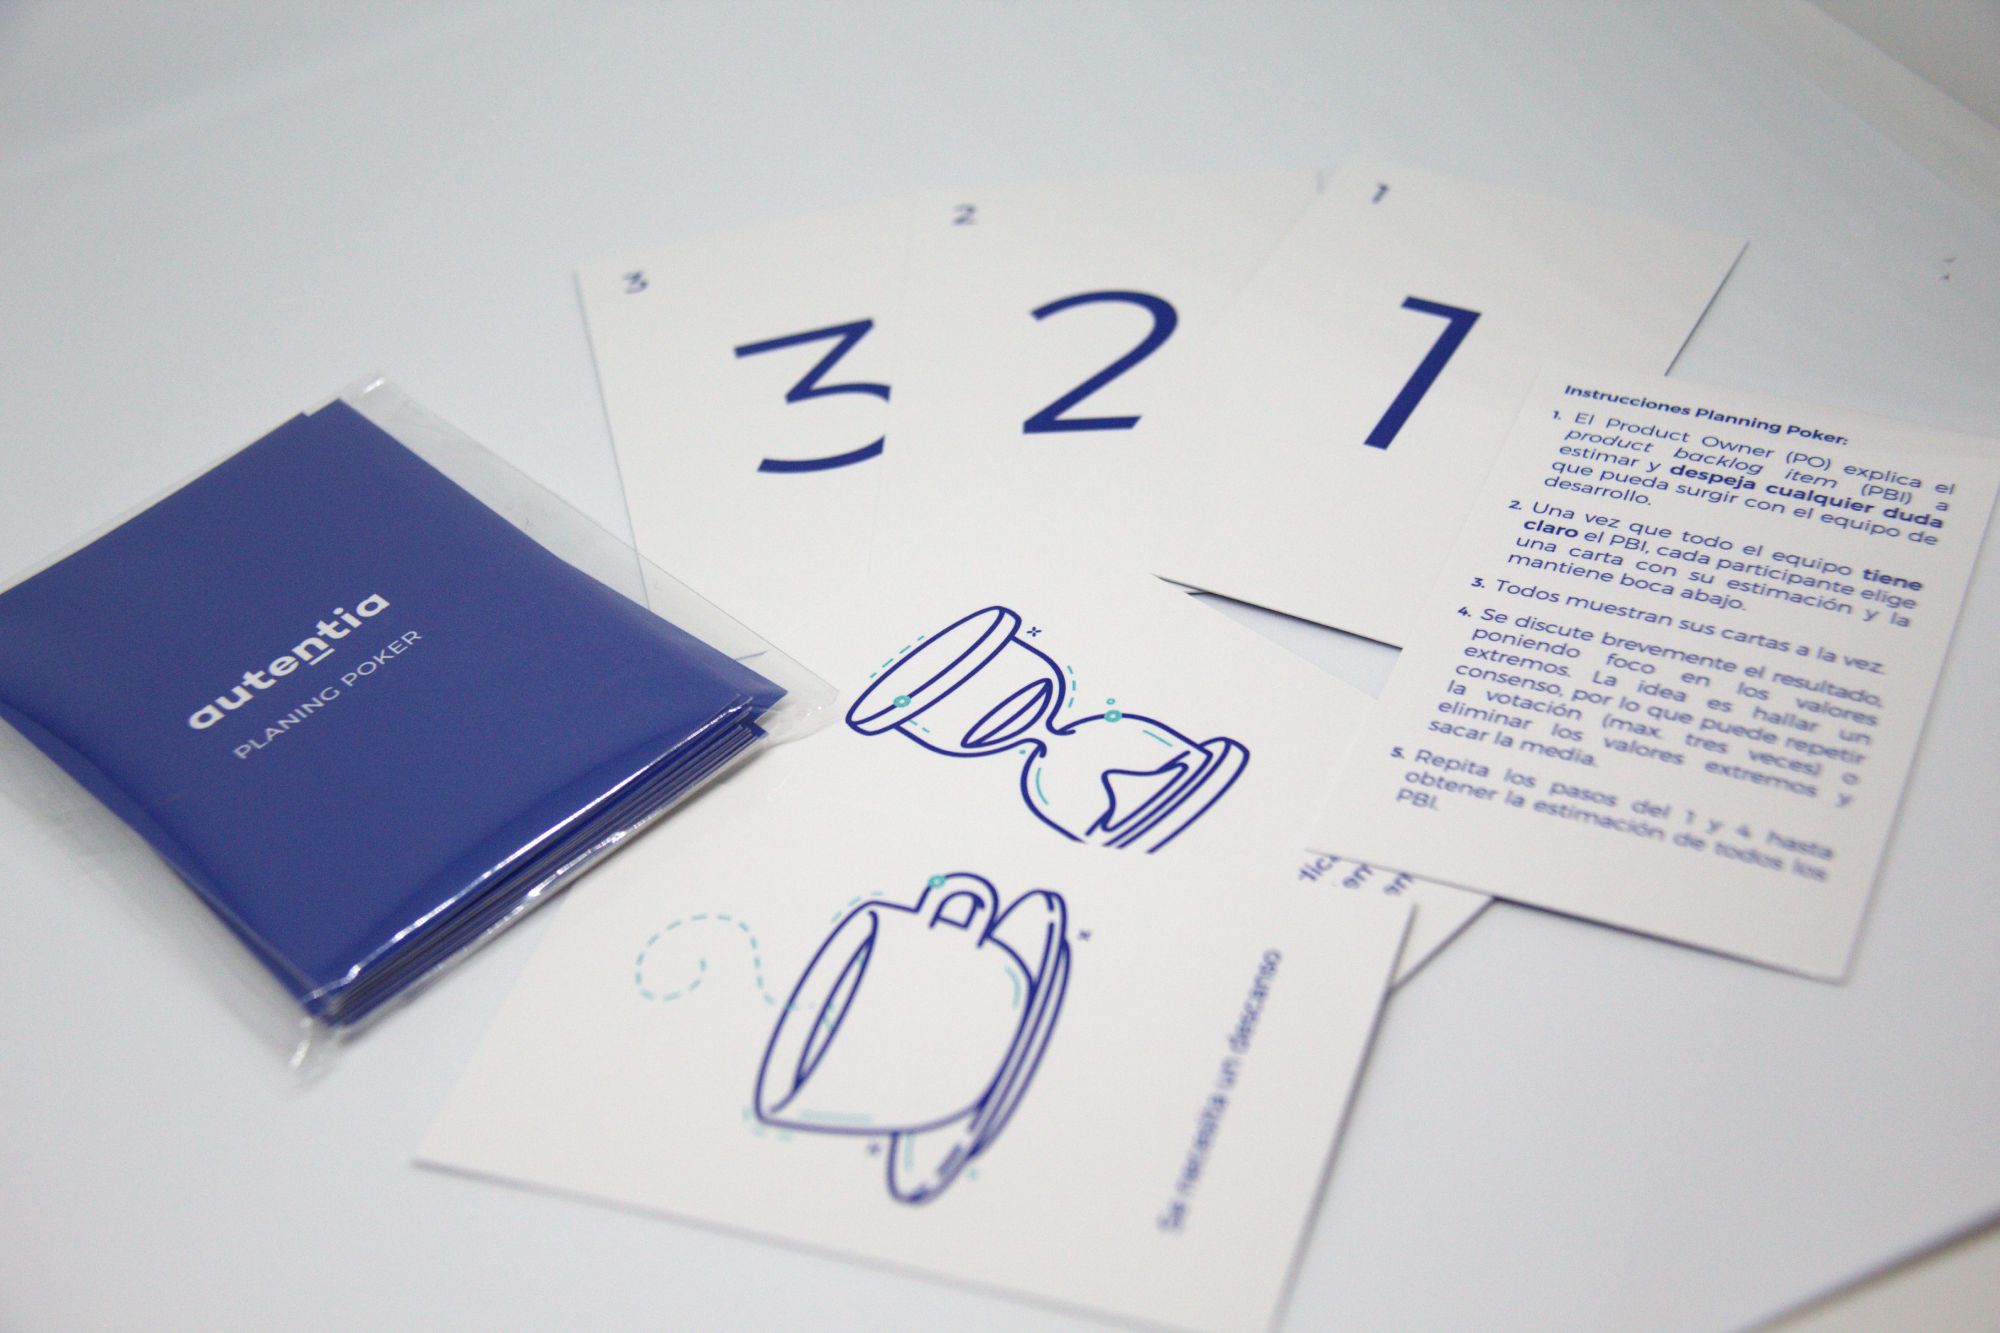 autentia
PLANING POKER
3
3
2
2
1
1
Instrucciones Planning Poker:
1. El Product Owner (PO) explica el
product backlog item (PBI) a
estimar y despeja cualquier duda
que pueda surgir con el equipo de
desarrollo.
2. Una vez que todo el equipo tiene
claro el PBI, cada participante elige
una carta con su estimación y la
mantiene boca abajo.
3. Todos muestran sus cartas a la vez.
4. Se discute brevemente el resultado,
poniendo foco en los valores
extremos. La idea es hallar un
consenso, por lo que puede repetir
la votación (max. tres veces) o
eliminar los valores extremos y
sacar la media.
5. Repita los pasos del 1 y 4 hasta
obtener la estimación de todos los
PBI.
Se necesita un descanso